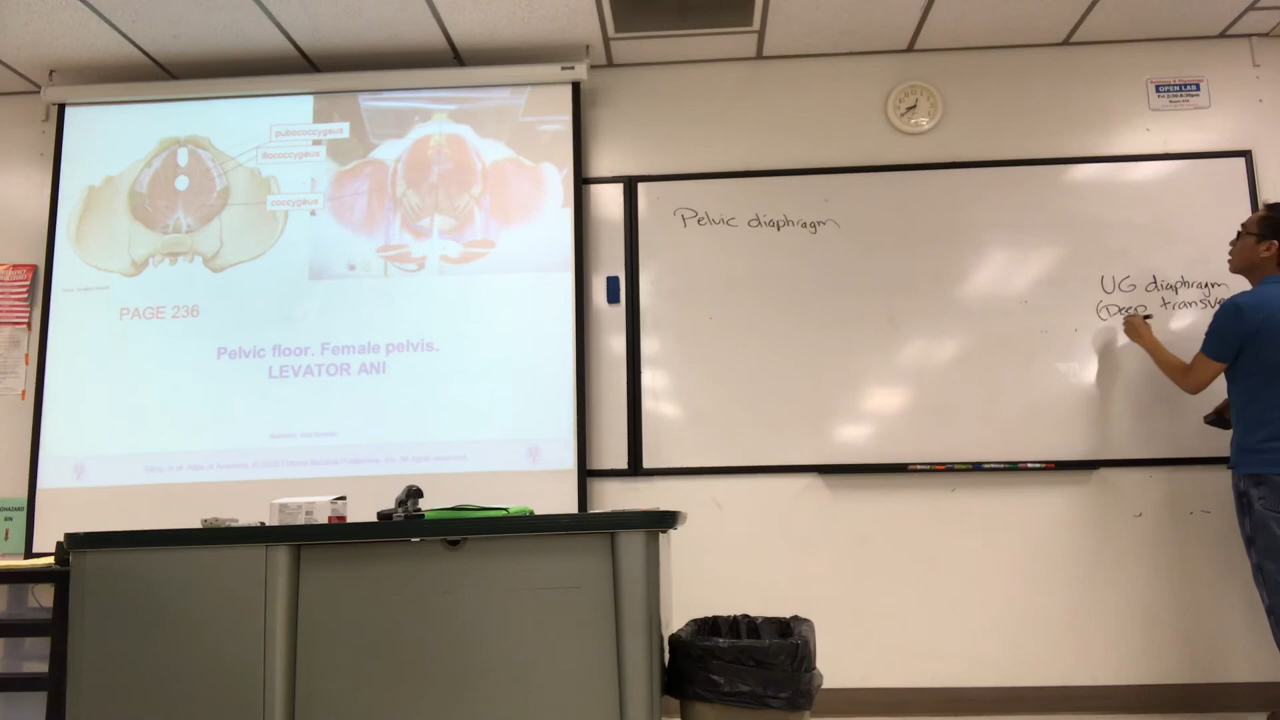 pubococcygeus
iliococcygeus
coccygeus
PAGE 236
Pelvic floor. Female pelvis.
LEVATOR ANI
Pelvic diaphragm
UG diaphragm
(Deep transve
OPEN LAB
BIN